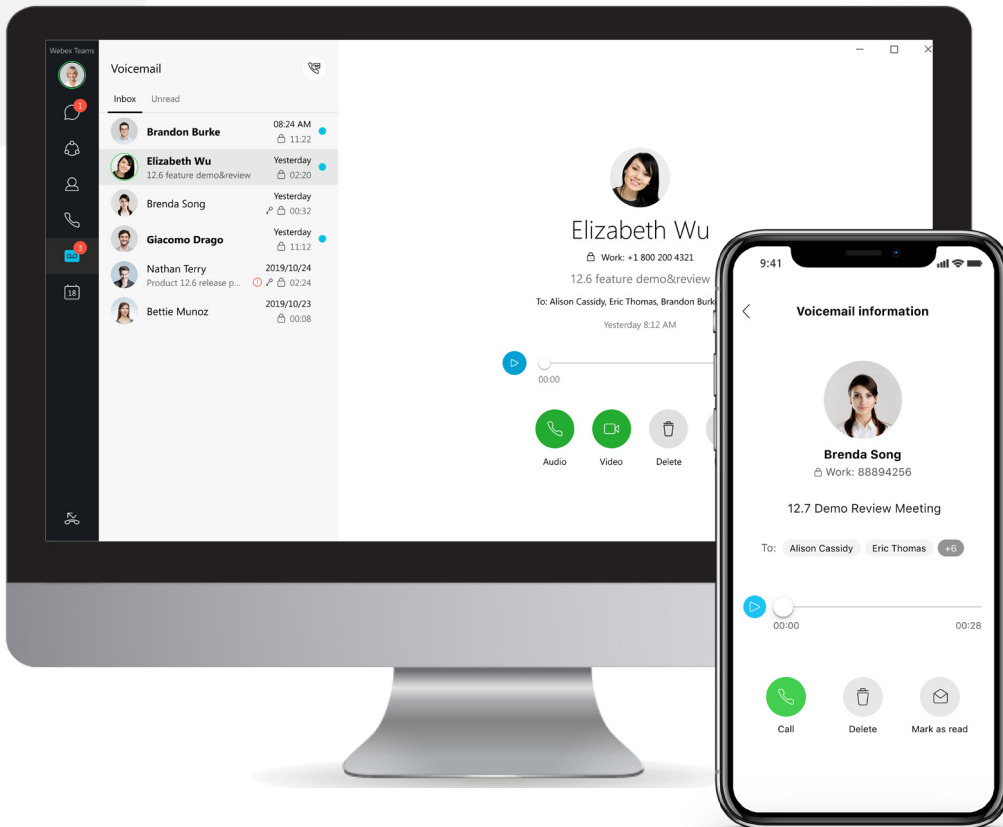 Webex Teams
Voicemail
Inbox Unread
1
3
18
Brandon Burke 08:24 AM
11:22
Elizabeth Wu Yesterday
12.6 feature demo&review 02:20
Brenda Song Yesterday
00:32
Giacomo Drago Yesterday
11:12
Nathan Terry 2019/10/24
Product 12.6 release p... 02:24
Bettie Munoz 2019/10/23
00:08
Elizabeth Wu
Work: +1 800 200 4321
12.6 feature demo&review
To: Alison Cassidy, Eric Thomas, Brandon Burk
Yesterday 8:12 AM
00:00
Audio Video Delete
9:41
Voicemail information
Brenda Song
Work: 88894256
12.7 Demo Review Meeting
To: Alison Cassidy Eric Thomas +6
00:00 00:28
Call Delete Mark as read